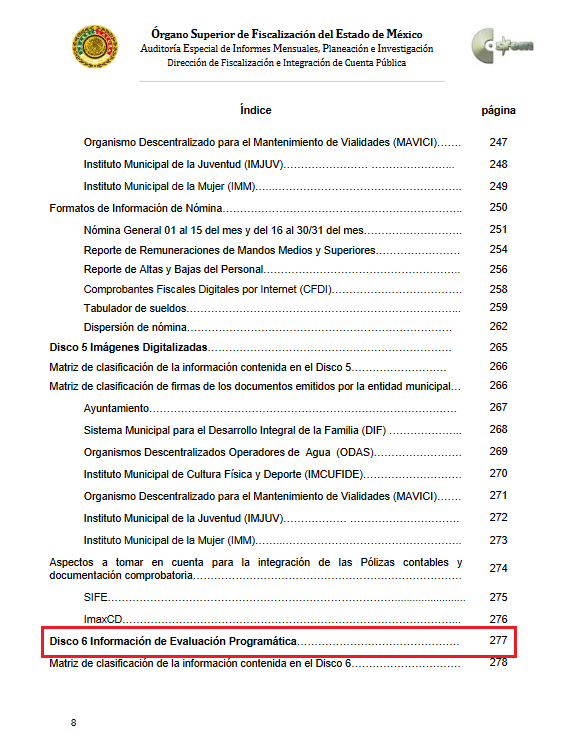 Órgano Superior de Fiscalización del Estado de México
Auditoría Especial de Informes Mensuales, Planeación e Investigación
Dirección de Fiscalización e Integración de Cuenta Pública
Índice página
Organismo Descentralizado para el Mantenimiento de Vialidades (MAVICI)....... 247
Instituto Municipal de la Juventud (IMJUV)..................... ......................... 248
Instituto Municipal de la Mujer (IMM).................................................... 249
Formatos de Información de Nómina............................................................ 250
Nómina General 01 al 15 del mes y del 16 al 30/31 del mes......................... 251
Reporte de Remuneraciones de Mandos Medios y Superiores...................... 254
Reporte de Altas y Bajas del Personal.................................................. 256
Comprobantes Fiscales Digitales por Internet (CFDI)................................. 258
Tabulador de sueldos...................................................................... 259
Dispersión de nómina.................................................................. 262
Disco 5 Imágenes Digitalizadas............................................................. 265
Matriz de clasificación de la información contenida en el Disco 5........................ 266
Matriz de clasificación de firmas de los documentos emitidos por la entidad municipal... 266
Ayuntamiento.............................................................................. 267
Sistema Municipal para el Desarrollo Integral de la Familia (DIF) ..................... 268
Organismos Descentralizados Operadores de Agua (ODAS)...................... 269
Instituto Municipal de Cultura Física y Deporte (IMCUFIDE)......................... 270
Organismo Descentralizado para el Mantenimiento de Vialidades (MAVICI)....... 271
Instituto Municipal de la Juventud (IMJUV)................ ............................ 272
Instituto Municipal de la Mujer (IMM).................................................... 273
Aspectos a tomar en cuenta para la integración de las Pólizas contables y
documentación comprobatoria.................................................................. 274
SIFE.......................................................................................... 275
ImaxCD...................................................................................... 276
Disco 6 Información de Evaluación Programática......................................... 277
Matriz de clasificación de la información contenida en el Disco 6........................... 278
8